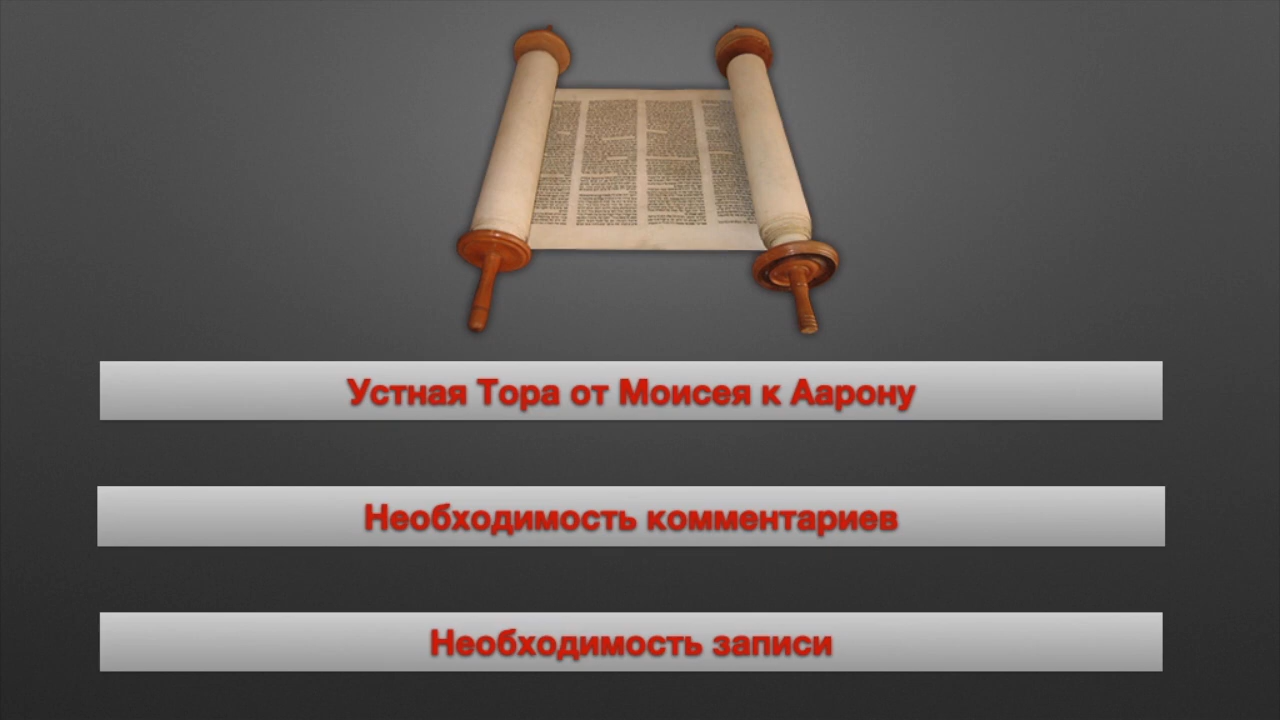 Устная Тора от Моисея к Аарону
Необходимость комментариев
Необходимость записи